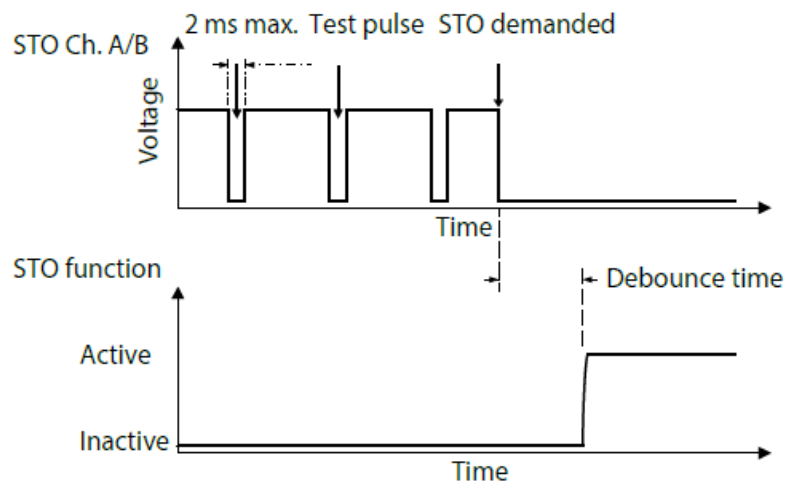 2 ms max. Test pulse STO demanded
STO Ch. A/B
Voltage
Time
STO function
Debounce time
Active
Inactive
Time